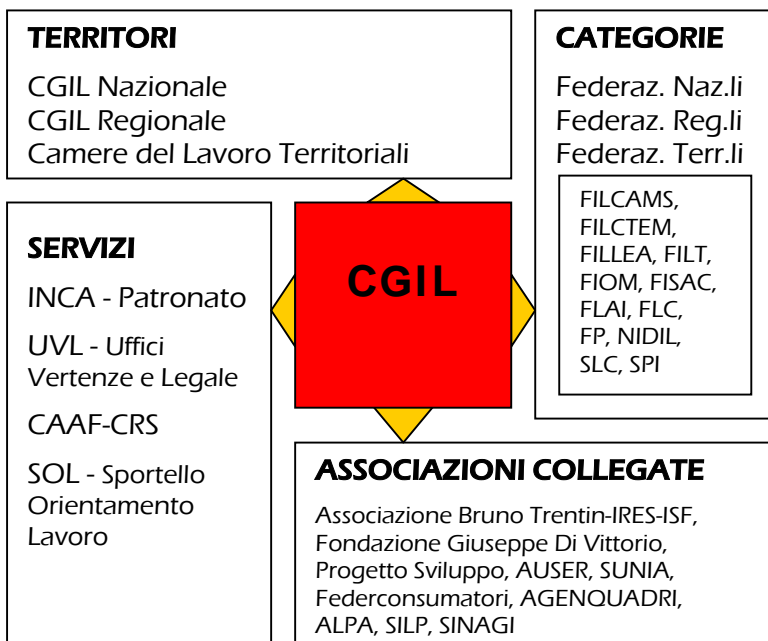 TERRITORI
CGIL Nazionale
CGIL Regionale
Camere del Lavoro Territoriali
CATEGORIE
Federaz. Naz.li
Federaz. Reg.li
Federaz. Terr.li
FILCAMS,
FILCTEM,
FILLEA, FILT,
FIOM, FISAC,
FLAI, FLC,
FP, NIDIL,
SLC, SPI
SERVIZI
INCA - Patronato
UVL - Uffici
Vertenze e Legale
CAAF-CRS
SOL - Sportello
Orientamento
Lavoro
CGIL
ASSOCIAZIONI COLLEGATE
Associazione Bruno Trentin-IRES-ISF,
Fondazione Giuseppe Di Vittorio,
Progetto Sviluppo, AUSER, SUNIA,
Federconsumatori, AGENQUADRI,
ALPA, SILP, SINAGI